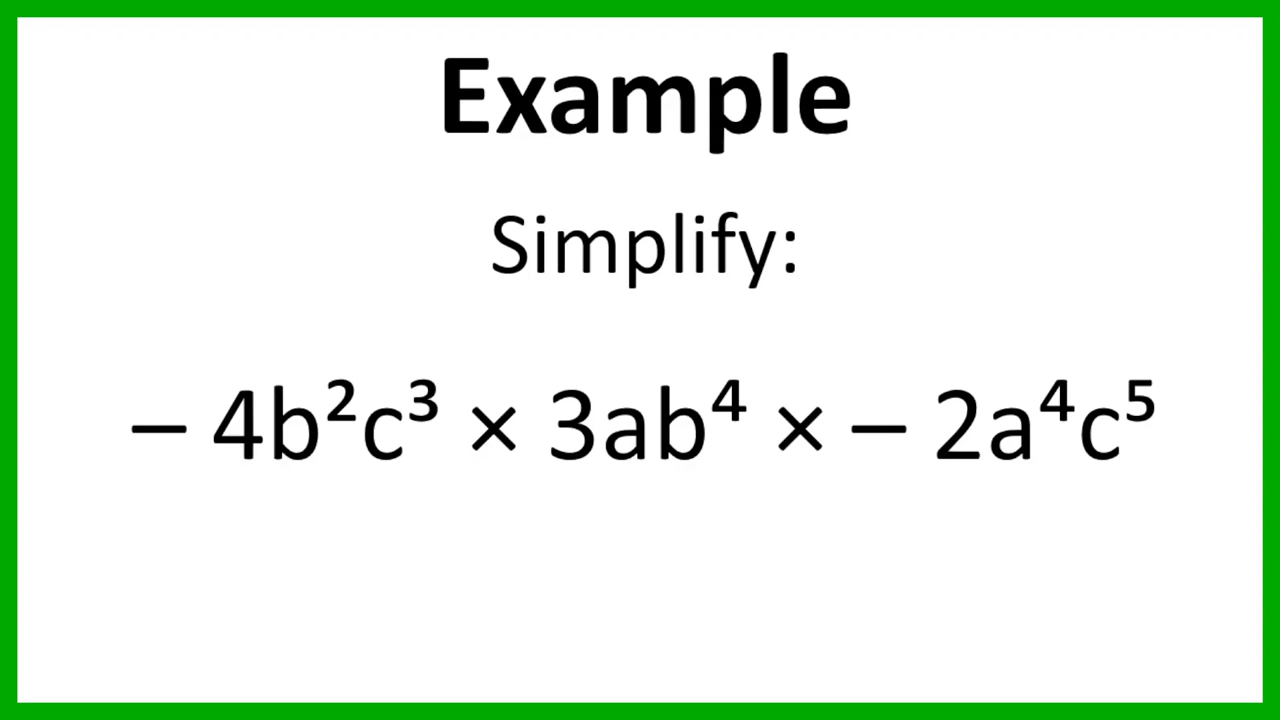 Example
Simplify:
– 4b²c³ × 3ab⁴ × – 2a⁴c⁵